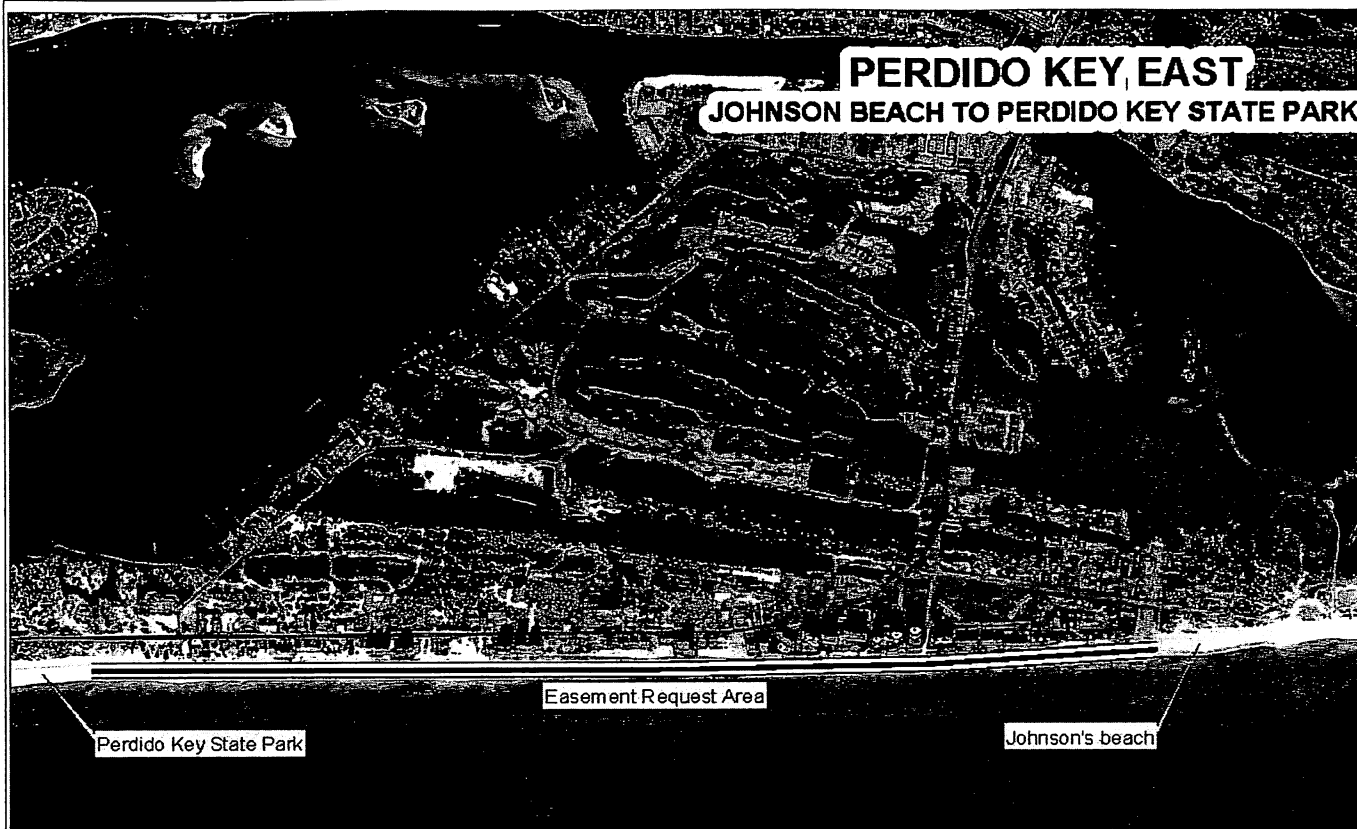 PERDIDO KEY EAST
JOHNSON BEACH TO PERDIDO KEY STATE PARK
Easement Request Area
Perdido Key State Park
Johnson's beach